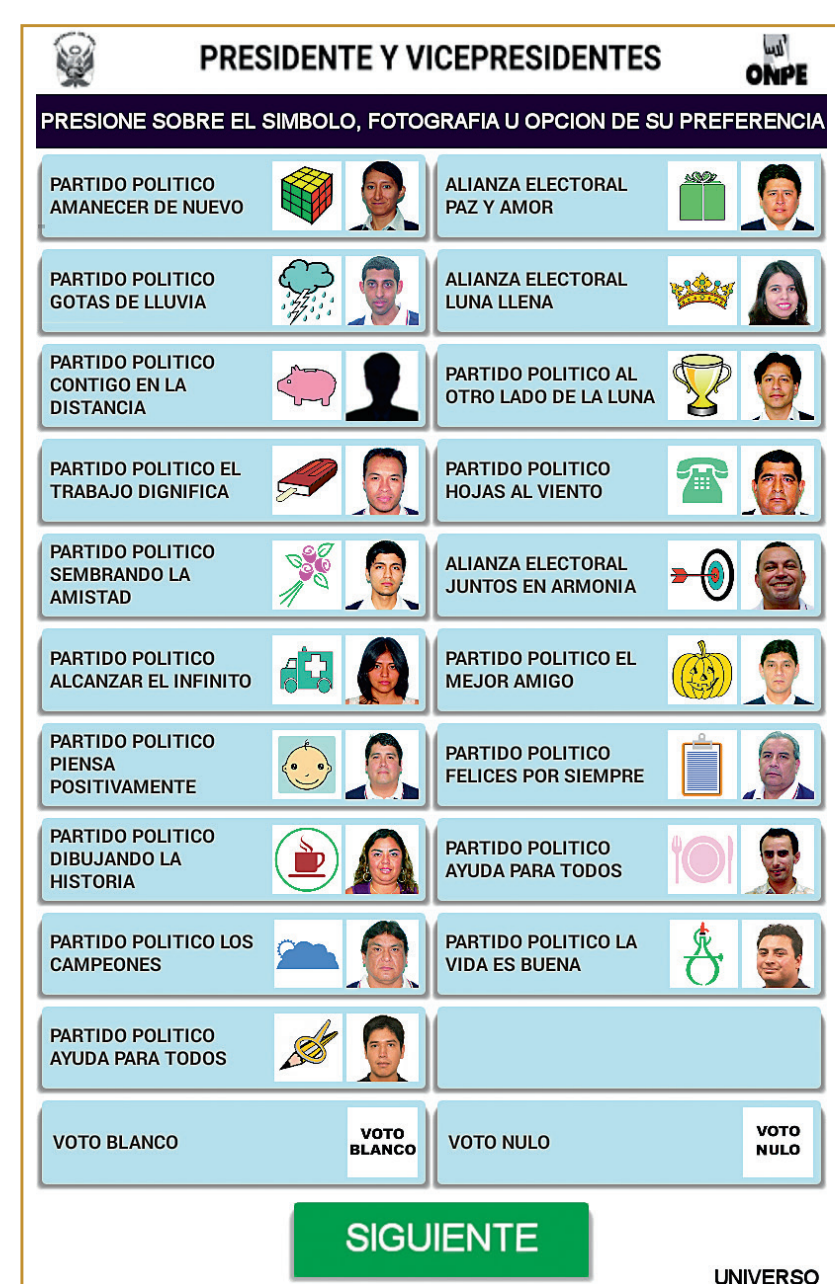 PRESIDENTE Y VICEPRESIDENTES
ONPE
PRESIONE SOBRE EL SIMBOLO, FOTOGRAFIA U OPCION DE SU PREFERENCIA
PARTIDO POLITICO
AMANECER DE NUEVO
ALIANZA ELECTORAL
PAZ Y AMOR
PARTIDO POLITICO
GOTAS DE LLUVIA
ALIANZA ELECTORAL
LUNA LLENA
PARTIDO POLITICO
CONTIGO EN LA
DISTANCIA
PARTIDO POLITICO AL
OTRO LADO DE LA LUNA
PARTIDO POLITICO EL
TRABAJO DIGNIFICA
PARTIDO POLITICO
HOJAS AL VIENTO
PARTIDO POLITICO
SEMBRANDO LA
AMISTAD
ALIANZA ELECTORAL
JUNTOS EN ARMONIA
PARTIDO POLITICO
ALCANZAR EL INFINITO
PARTIDO POLITICO EL
MEJOR AMIGO
PARTIDO POLITICO
PIENSA
POSITIVAMENTE
PARTIDO POLITICO
FELICES POR SIEMPRE
PARTIDO POLITICO
DIBUJANDO LA
HISTORIA
PARTIDO POLITICO
AYUDA PARA TODOS
PARTIDO POLITICO LOS
CAMPEONES
PARTIDO POLITICO LA
VIDA ES BUENA
PARTIDO POLITICO
AYUDA PARA TODOS
VOTO BLANCO
VOTO
BLANCO
VOTO NULO
VOTO
NULO
SIGUIENTE
UNIVERSO